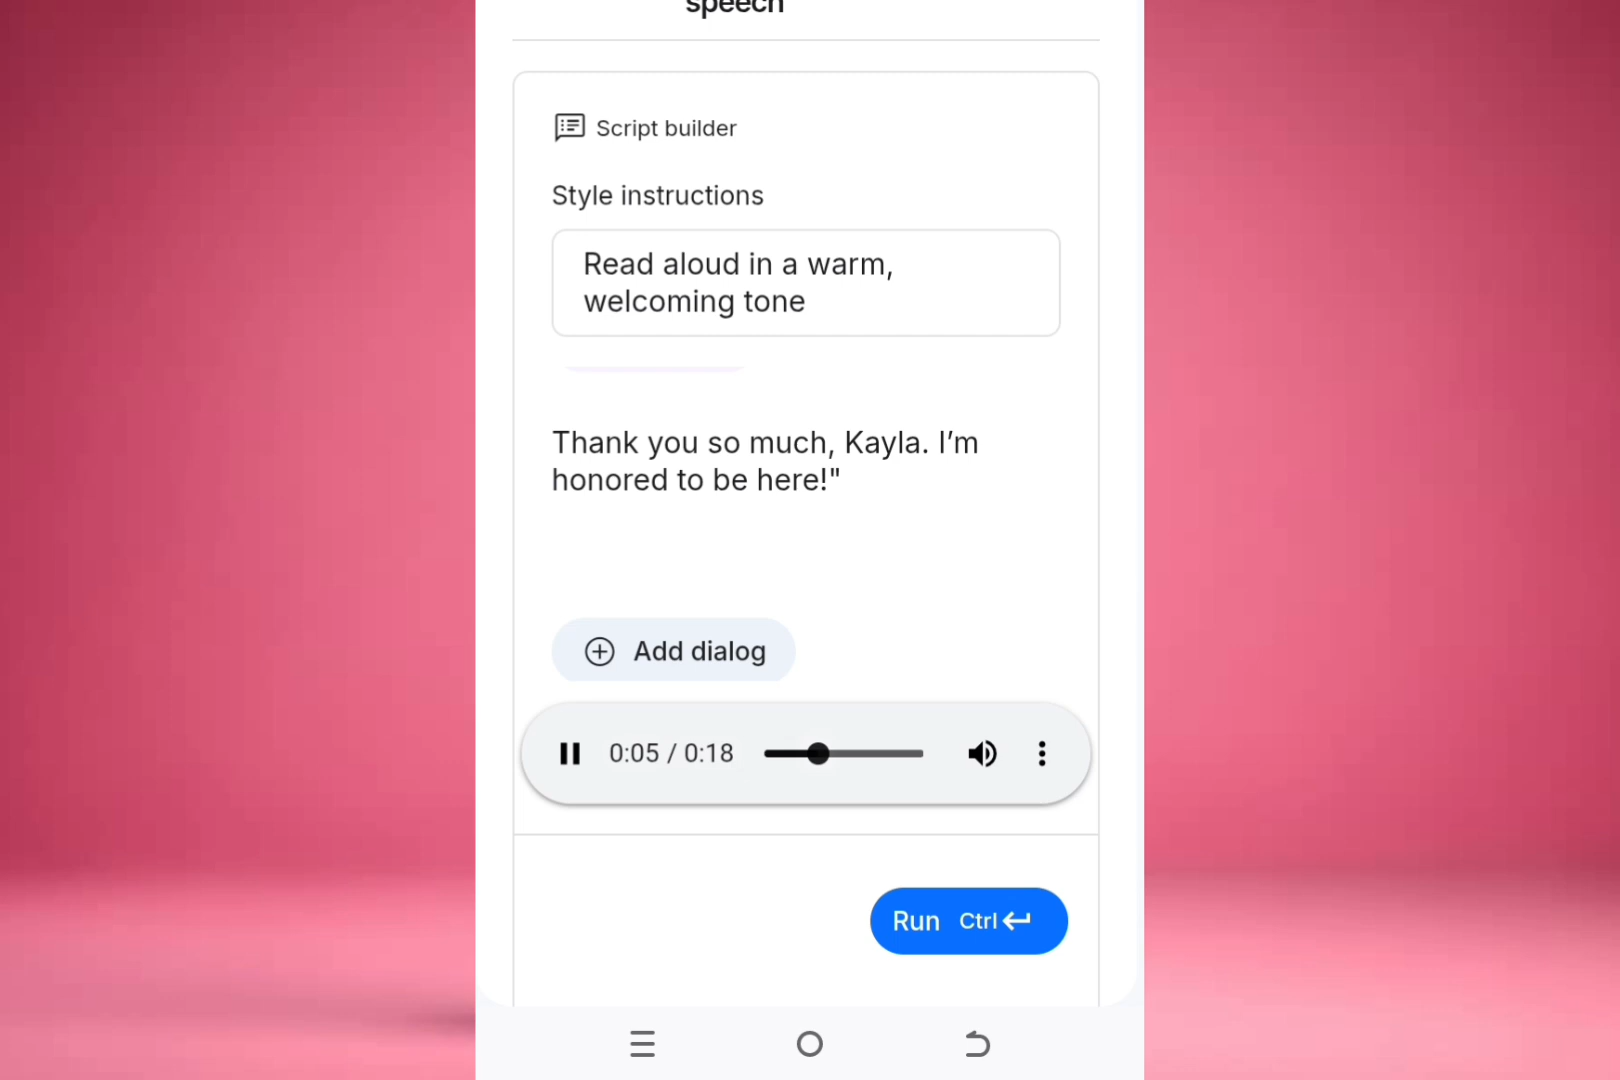 speech
Script builder
Style instructions
Read aloud in a warm,
welcoming tone
Thank you so much, Kayla. I’m
honored to be here!"
Add dialog
0:05 / 0:18
Run Ctrl